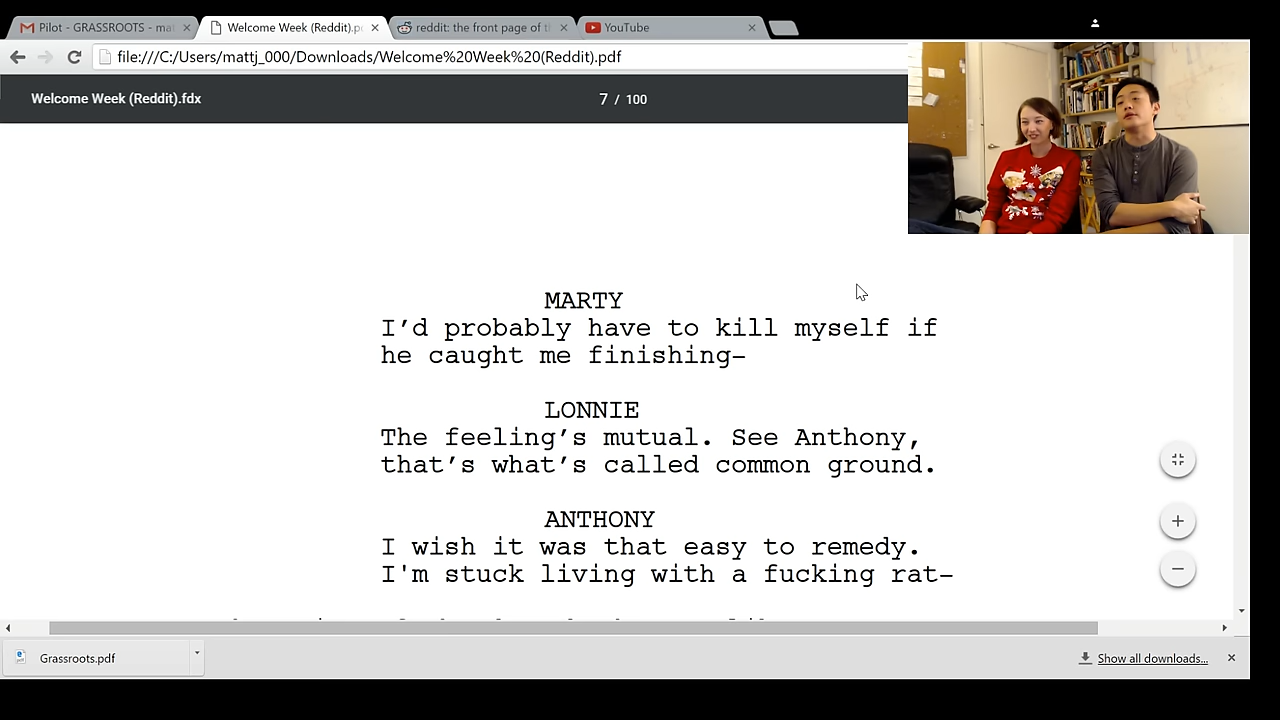 Pilot - GRASSROOTS - ma
Welcome Week (Reddit).p
reddit: the front page of t
YouTube
file:///C:/Users/mattj_000/Downloads/Welcome%20Week%20(Reddit).pdf
Welcome Week (Reddit).fdx
7 / 100
MARTY
I’d probably have to kill myself if
he caught me finishing–
LONNIE
The feeling’s mutual. See Anthony,
that’s what’s called common ground.
ANTHONY
I wish it was that easy to remedy.
I'm stuck living with a fucking rat–
Grassroots.pdf
Show all downloads...